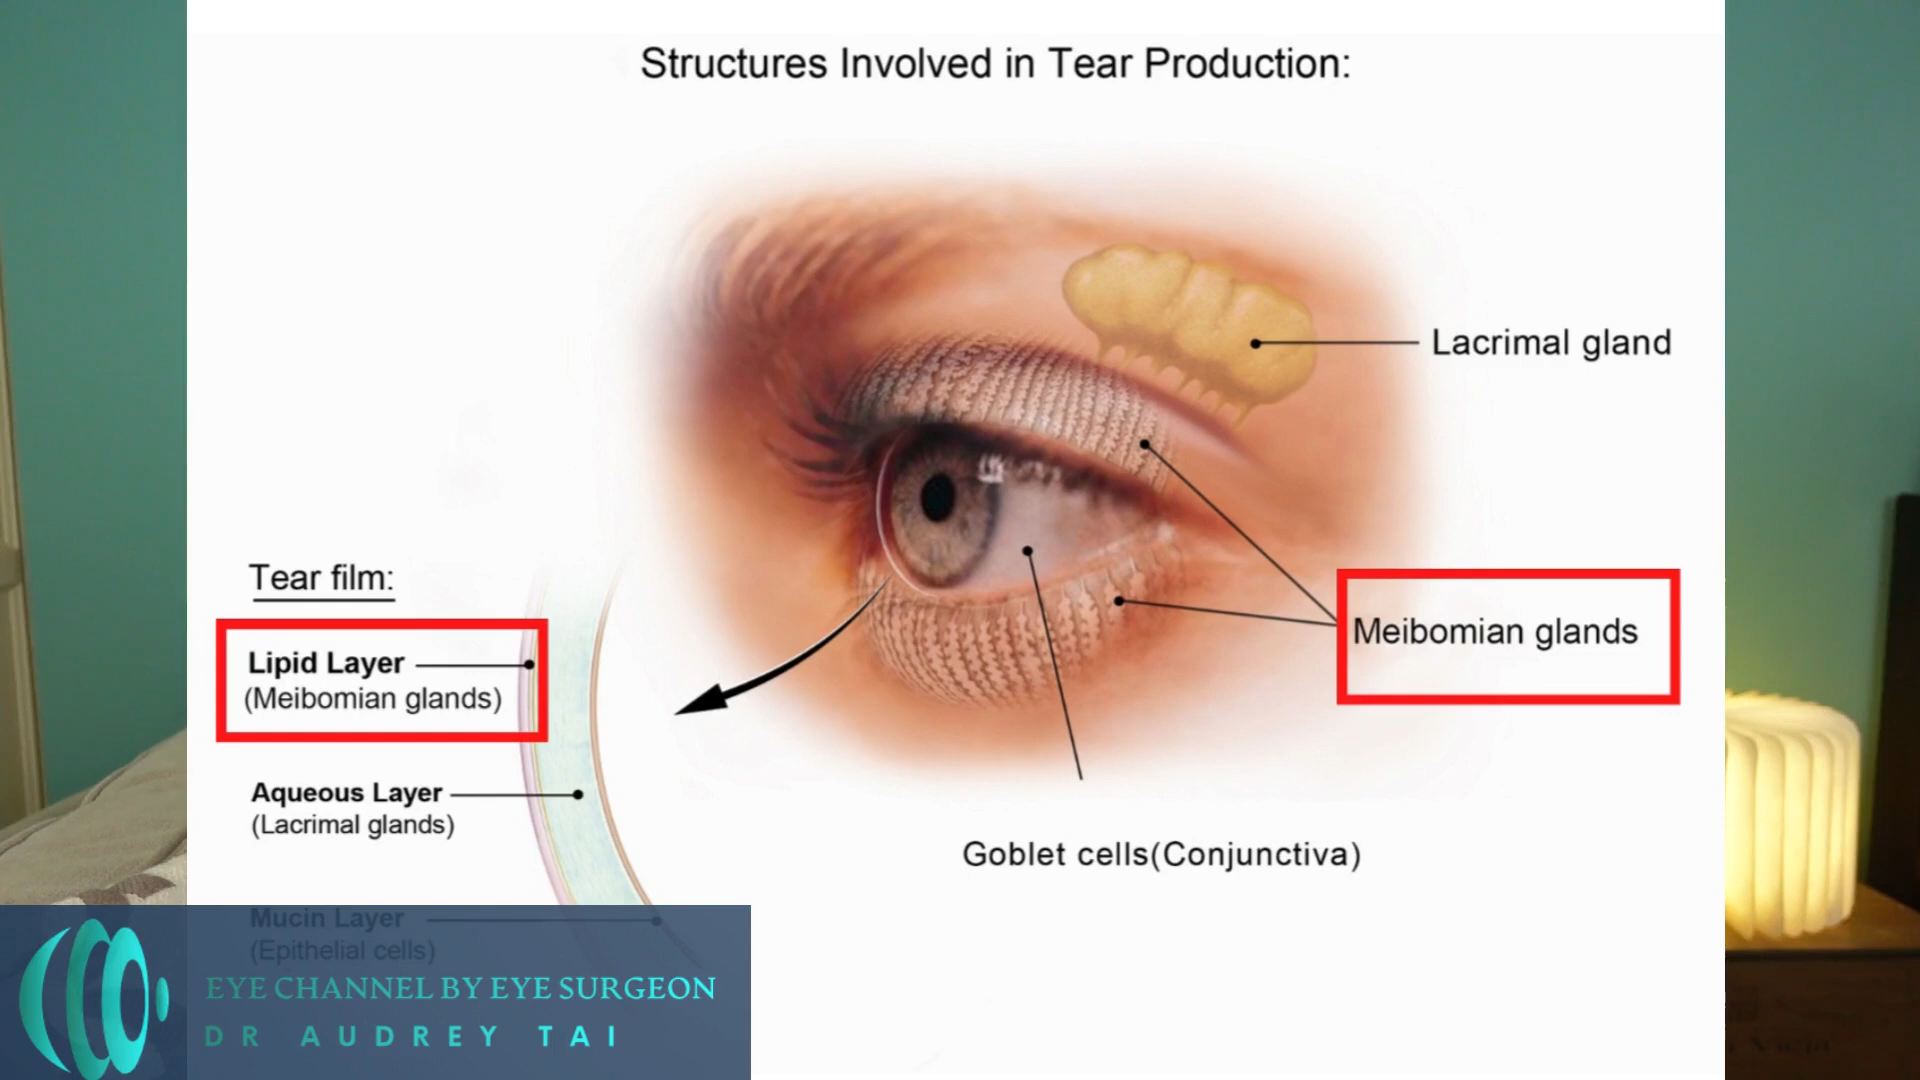 Structures Involved in Tear Production:
Lacrimal gland
Tear film:
Lipid Layer
(Meibomian glands)
Meibomian glands
Aqueous Layer
(Lacrimal glands)
Goblet cells(Conjunctiva)
Mucin Layer
(Epithelial cells)
EYE CHANNEL BY EYE SURGEON
DR AUDREY TAI